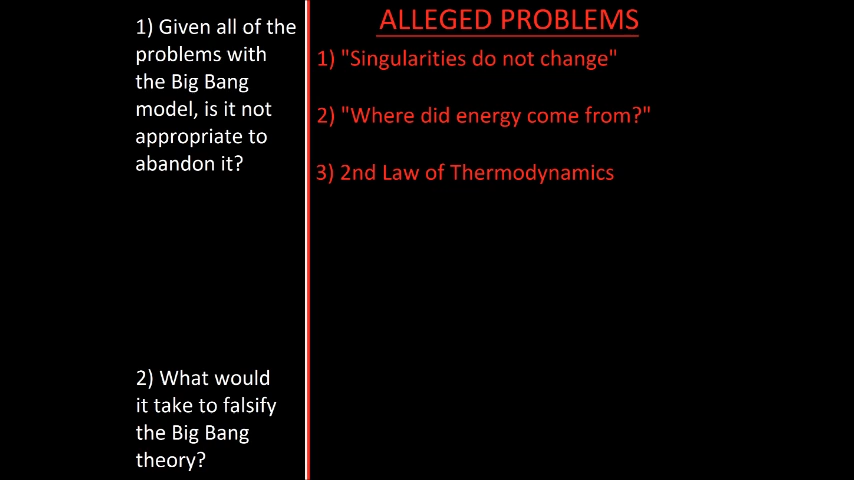 1) Given all of the
problems with
the Big Bang
model, is it not
appropriate to
abandon it?
2) What would
it take to falsify
the Big Bang
theory?
ALLEGED PROBLEMS
1) "Singularities do not change"
2) "Where did energy come from?"
3) 2nd Law of Thermodynamics